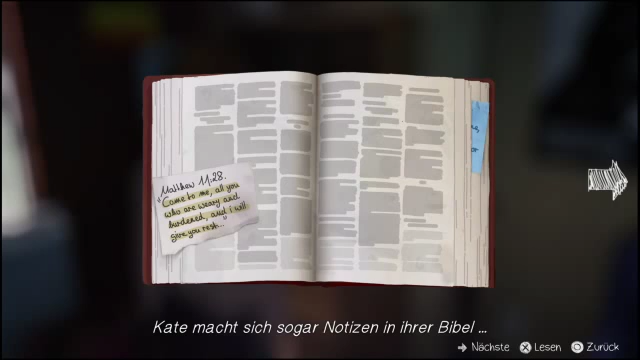 Matthew 11:28.
"Come to me, all you
who are weary and
burdened, and i will
give you rest..."
Kate macht sich sogar Notizen in ihrer Bibel ...
Nächste Lesen Zurück